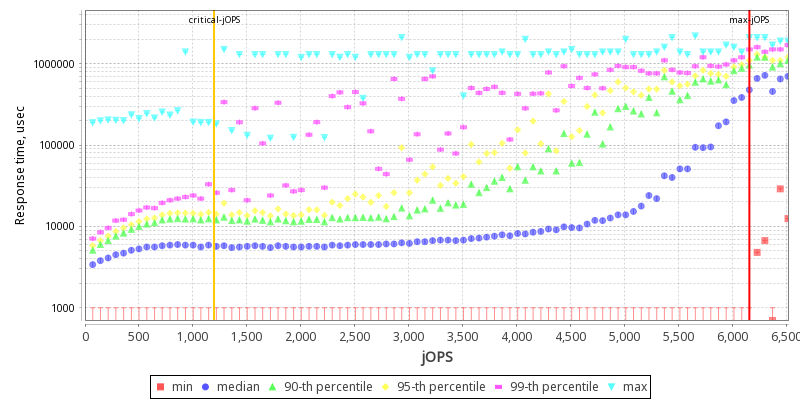 critical-jOPS
max-jOPS
Response time, usec
1000000
100000
10000
1000
0
500
1,000
1,500
2,000
2,500
3,000
3,500
4,000
4,500
5,000
5,500
6,000
6,500
jOPS
min
median
90-th percentile
95-th percentile
99-th percentile
max